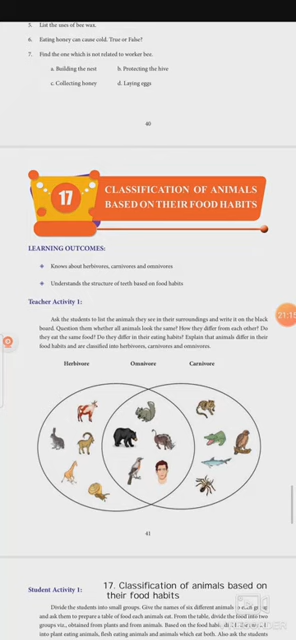 5. List the uses of bee wax.
6. Eating honey can cause cold. True or False?
7. Find the one which is not related to worker bee.
a. Building the nest b. Protecting the hive
c. Collecting honey d. Laying eggs
40
17
CLASSIFICATION OF ANIMALS
BASED ON THEIR FOOD HABITS
LEARNING OUTCOMES:
Knows about herbivores, carnivores and omnivores
Understands the structure of teeth based on food habits
Teacher Activity 1:
Ask the students to list the animals they see in their surroundings and write it on the black
board. Question them whether all animals look the same? How they differ from each other? Do
they eat the same food? Do they differ in their eating habits? Explain that animals differ in their
food habits and are classified into herbivores, carnivores and omnivores.
Herbivore Omnivore Carnivore
21:15
41
Student Activity 1:
17. Classification of animals based on
their food habits
Divide the students into small groups. Give the names of six different animals
and ask them to prepare a table of food each animal eat. From the table, divide the food into two
groups viz., obtained from plants and from animals. Based on the food habit,
into plant eating animals, flesh eating animals and animals which eat both. Also ask the students